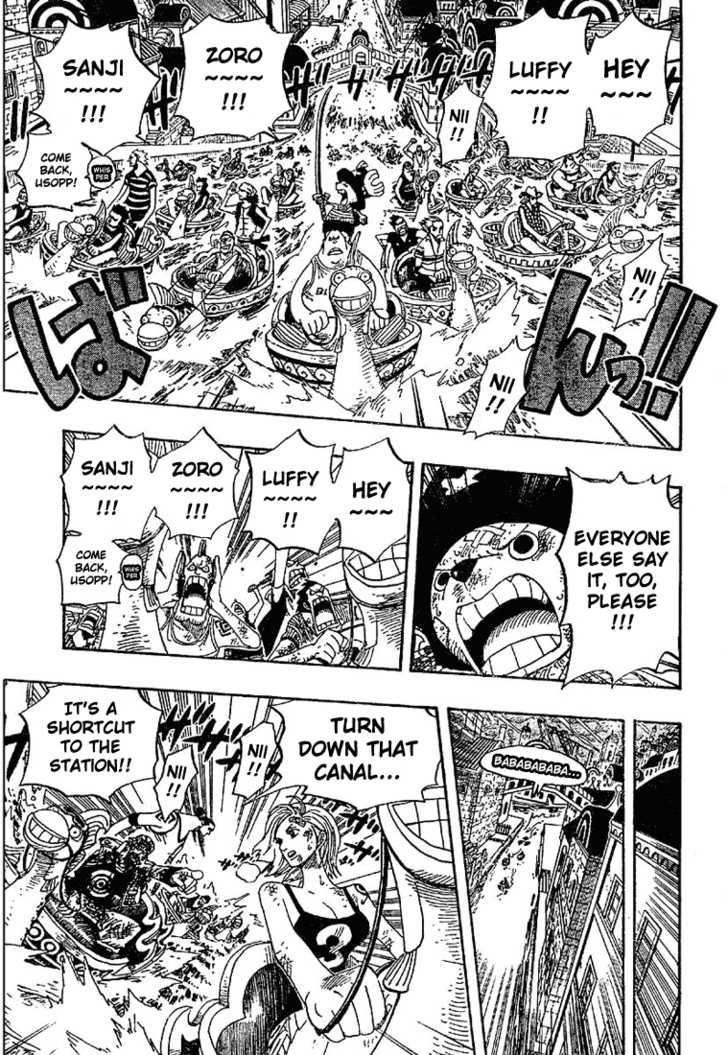 HEY
~~~
LUFFY
~~~~
!!
NII
!!
ZORO
~~~~
!!!
SANJI
~~~~
!!!
COME
BACK,
USOPP!
WHIS
PER
NII
!!
NII
!!
ばんっ!!
EVERYONE
ELSE SAY
IT, TOO,
PLEASE
!!!
HEY
~~~
LUFFY
~~~~
!!
ZORO
~~~~
!!!
SANJI
~~~~
!!!
COME
BACK,
USOPP!
WHIS
PER
BABABABABA...
TURN
DOWN THAT
CANAL...
NII
!!
NII
!!
IT'S A
SHORTCUT
TO THE
STATION!!